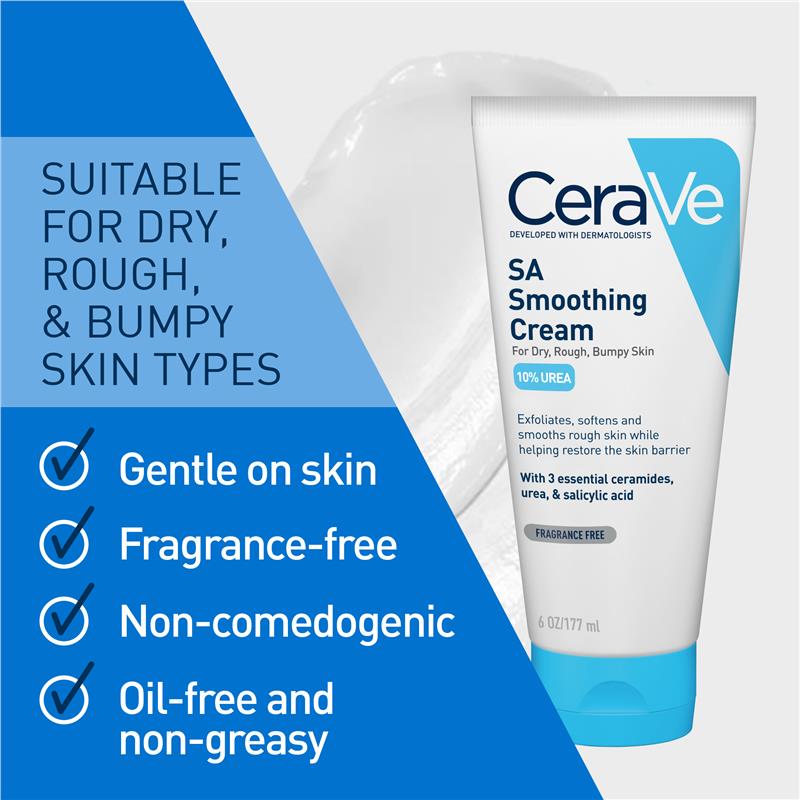 SUITABLE
FOR DRY,
ROUGH,
& BUMPY
SKIN TYPES
Gentle on skin
Fragrance-free
Non-comedogenic
Oil-free and
non-greasy
CeraVe
DEVELOPED WITH DERMATOLOGISTS
SA
Smoothing
Cream
For Dry, Rough, Bumpy Skin
10% UREA
Exfoliates, softens and
smooths rough skin while
helping restore the skin barrier
With 3 essential ceramides,
urea, & salicylic acid
FRAGRANCE FREE
6 OZ/177 ml